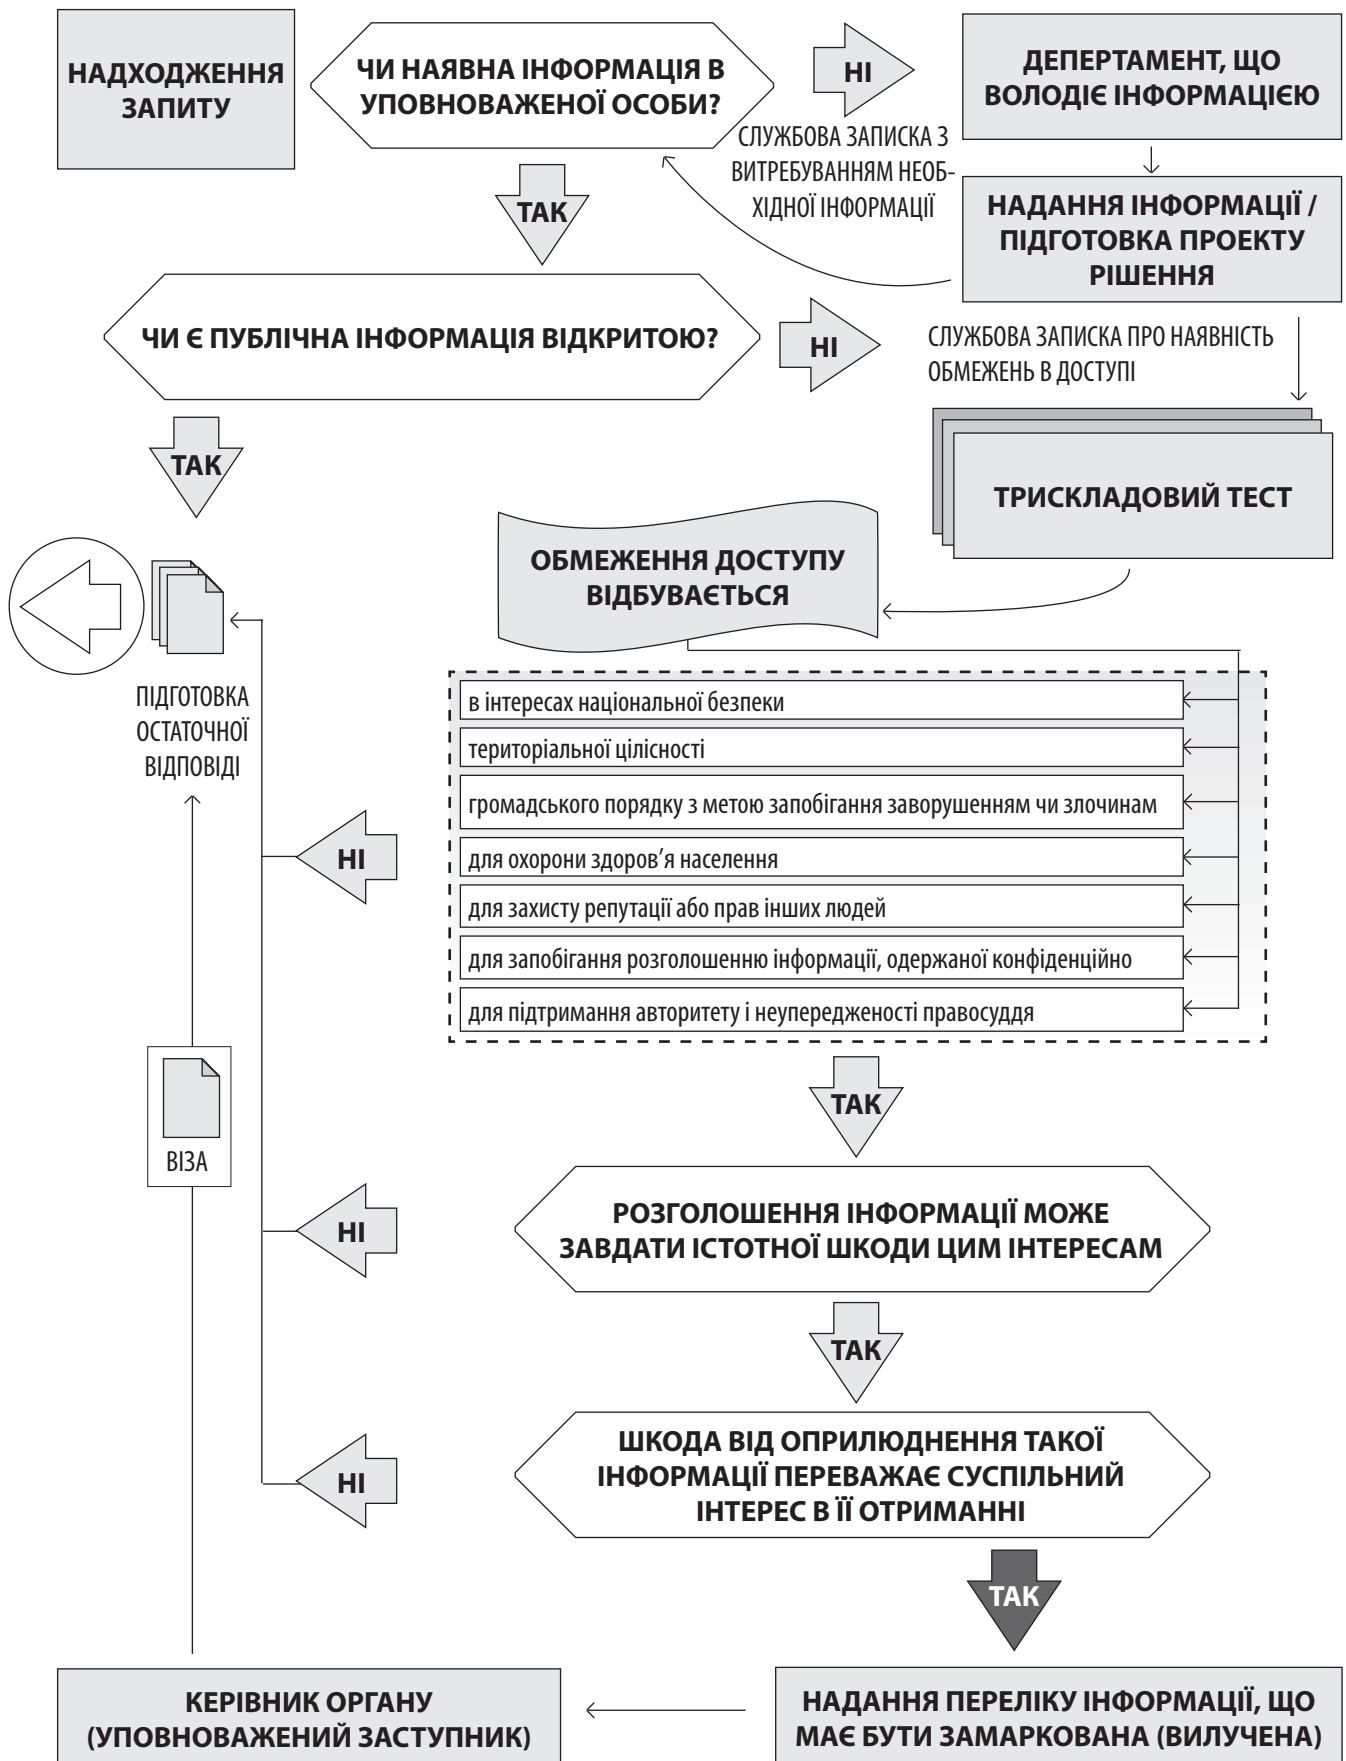 НАДХОДЖЕННЯ
ЗАПИТУ
ЧИ НАЯВНА ІНФОРМАЦІЯ В
УПОВНОВАЖЕНОЇ ОСОБИ?
НІ
ДЕПЕРТАМЕНТ, ЩО
ВОЛОДІЄ ІНФОРМАЦІЄЮ
СЛУЖБОВА ЗАПИСКА З
ВИТРЕБУВАННЯМ НЕОБ-
ХІДНОЇ ІНФОРМАЦІЇ
ТАК
НАДАННЯ ІНФОРМАЦІЇ /
ПІДГОТОВКА ПРОЕКТУ
РІШЕННЯ
ЧИ Є ПУБЛІЧНА ІНФОРМАЦІЯ ВІДКРИТОЮ?
НІ
СЛУЖБОВА ЗАПИСКА ПРО НАЯВНІСТЬ
ОБМЕЖЕНЬ В ДОСТУПІ
ТАК
ТРИСКЛАДОВИЙ ТЕСТ
ОБМЕЖЕННЯ ДОСТУПУ
ВІДБУВАЄТЬСЯ
ПІДГОТОВКА
ОСТАТОЧНОЇ
ВІДПОВІДІ
в інтересах національної безпеки
територіальної цілісності
громадського порядку з метою запобігання заворушенням чи злочинам
НІ
для охорони здоров’я населення
для захисту репутації або прав інших людей
для запобігання розголошенню інформації, одержаної конфіденційно
для підтримання авторитету і неупередженості правосуддя
ТАК
ВІЗА
НІ
РОЗГОЛОШЕННЯ ІНФОРМАЦІЇ МОЖЕ
ЗАВДАТИ ІСТОТНОЇ ШКОДИ ЦИМ ІНТЕРЕСАМ
ТАК
НІ
ШКОДА ВІД ОПРИЛЮДНЕННЯ ТАКОЇ
ІНФОРМАЦІЇ ПЕРЕВАЖАЄ СУСПІЛЬНИЙ
ІНТЕРЕС В ЇЇ ОТРИМАННІ
ТАК
КЕРІВНИК ОРГАНУ
(УПОВНОВАЖЕНИЙ ЗАСТУПНИК)
НАДАННЯ ПЕРЕЛІКУ ІНФОРМАЦІЇ, ЩО
МАЄ БУТИ ЗАМАРКОВАНА (ВИЛУЧЕНА)